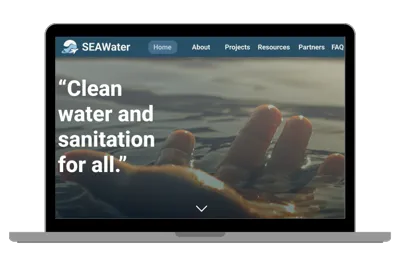 SEAWater
Home About Projects Resources Partners FAQ
“Clean
water and
sanitation
for all.”